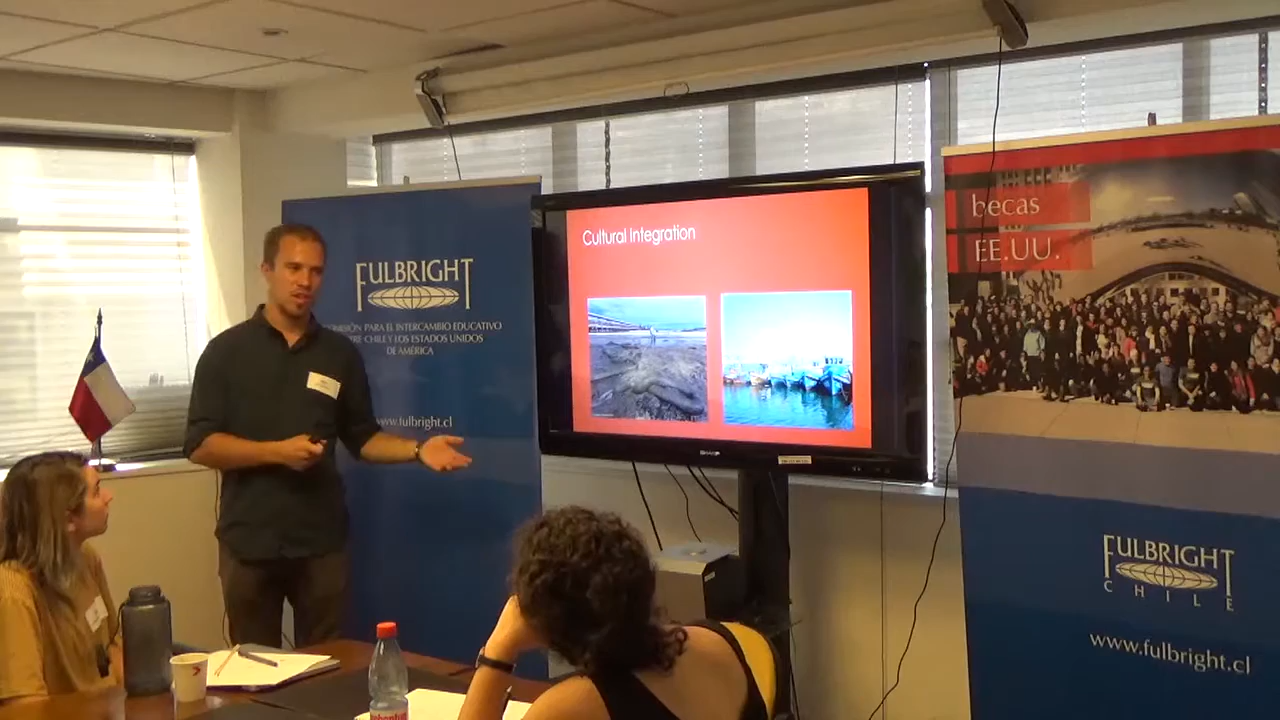 FULBRIGHT
COMISIÓN PARA EL INTERCAMBIO EDUCATIVO
ENTRE CHILE Y LOS ESTADOS UNIDOS
DE AMÉRICA
www.fulbright.cl
Cultural Integration
SHARP
becas
EE.UU.
FULBRIGHT
CHILE
www.fulbright.cl